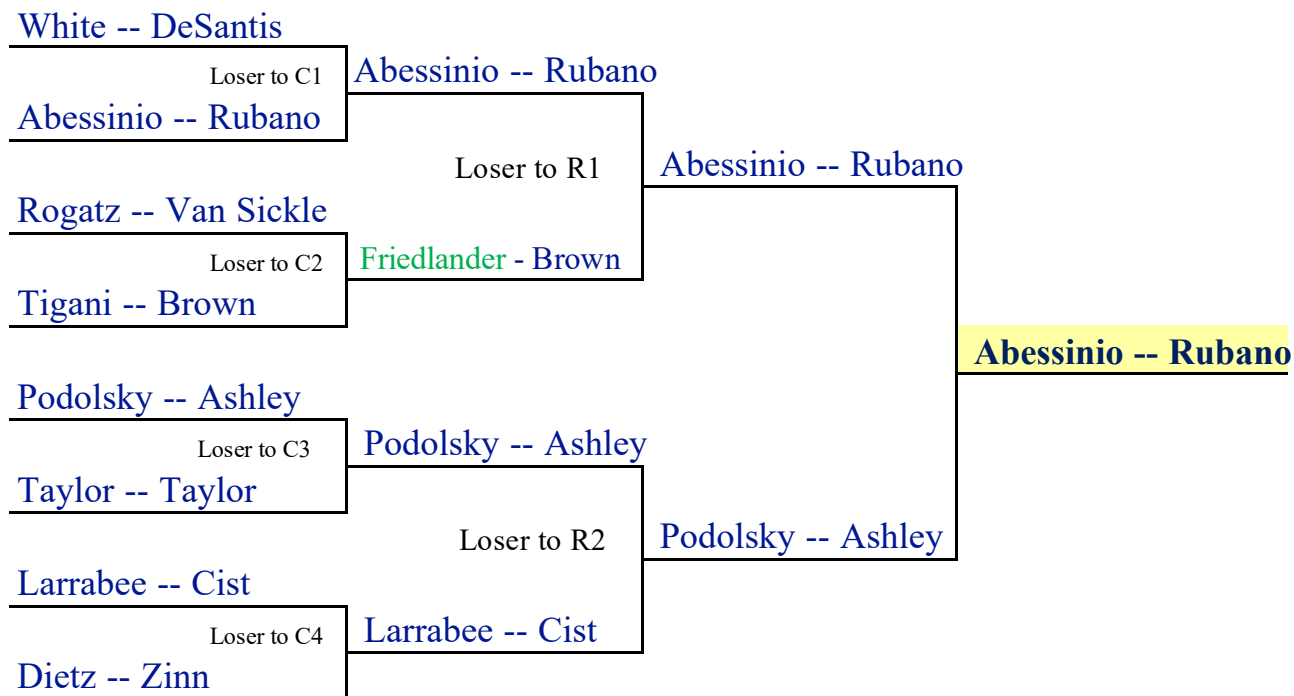 White -- DeSantis
Loser to C1
Abessinio -- Rubano
Abessinio -- Rubano
Loser to R1
Abessinio -- Rubano
Rogatz -- Van Sickle
Loser to C2
Friedlander - Brown
Tigani -- Brown
Abessinio -- Rubano
Podolsky -- Ashley
Loser to C3
Podolsky -- Ashley
Taylor -- Taylor
Loser to R2
Podolsky -- Ashley
Larrabee -- Cist
Loser to C4
Larrabee -- Cist
Dietz -- Zinn